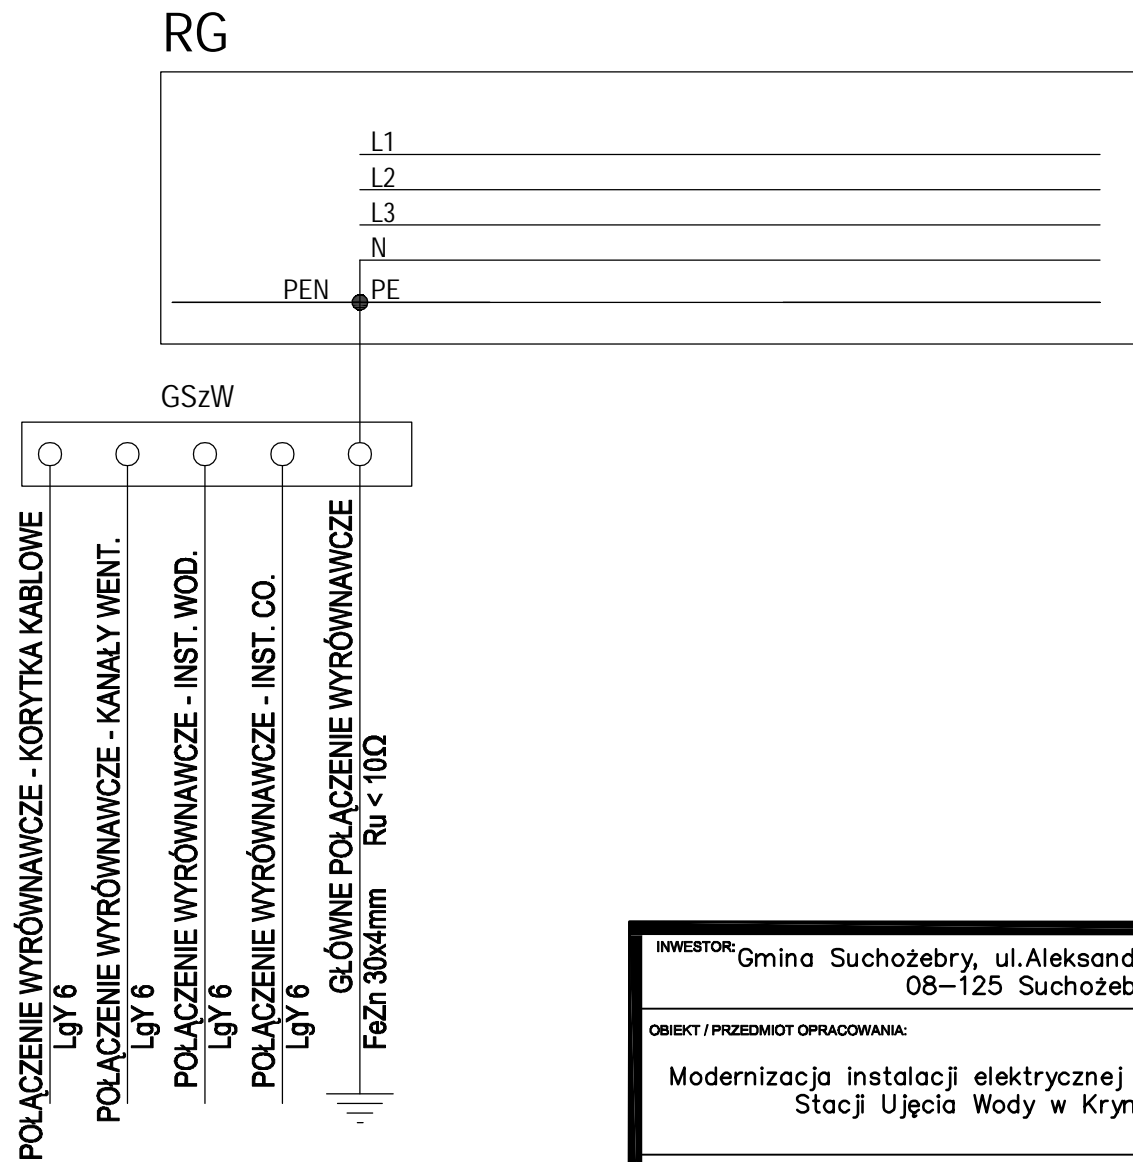 RG
L1
L2
L3
N
PEN
PE
GSzW
POŁĄCZENIE WYRÓWNAWCZE - KORYTKA KABLOWE
LgY 6
POŁĄCZENIE WYRÓWNAWCZE - KANAŁY WENT.
LgY 6
POŁĄCZENIE WYRÓWNAWCZE - INST. WOD.
LgY 6
POŁĄCZENIE WYRÓWNAWCZE - INST. CO.
LgY 6
GŁÓWNE POŁĄCZENIE WYRÓWNAWCZE
FeZn 30x4mm Ru < 10Ω
INWESTOR: Gmina Suchożebry, ul.Aleksand
08-125 Suchożeb
OBIEKT / PRZEDMIOT OPRACOWANIA:
Modernizacja instalacji elektrycznej
Stacji Ujęcia Wody w Kryn